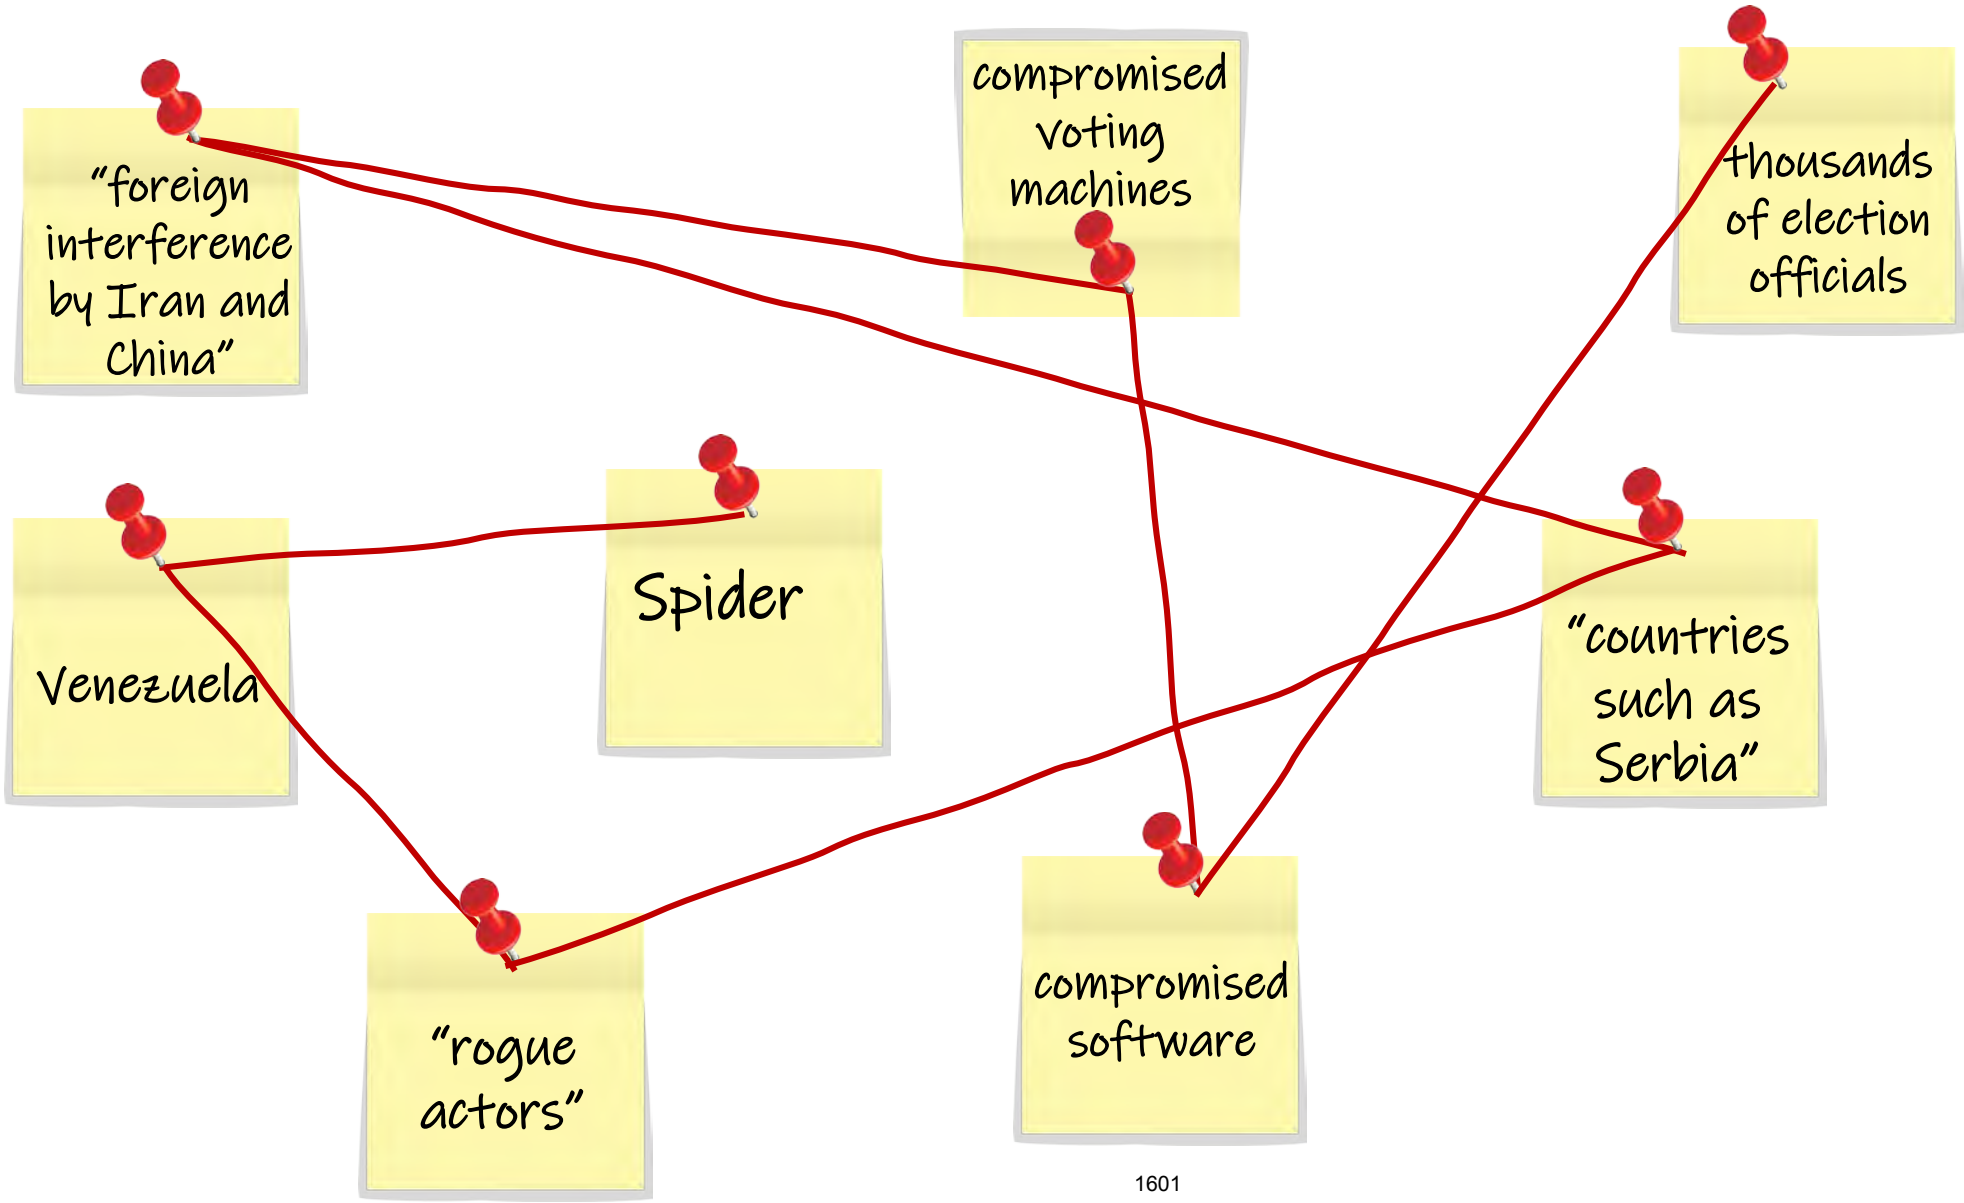 “foreign
interference
by Iran and
China”
compromised
voting
machines
thousands
of election
officials
Venezuela
Spider
“countries
such as
Serbia”
“rogue
actors”
compromised
software
1601